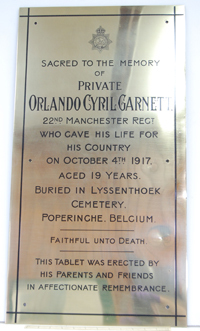 SACRED TO THE MEMORY
OF
PRIVATE
ORLANDO CYRIL GARNETT,
22ND MANCHESTER REGT
WHO GAVE HIS LIFE FOR
HIS COUNTRY
ON OCTOBER 4TH 1917,
AGED 19 YEARS.
BURIED IN LYSSENTHOEK
CEMETERY,
POPERINGHE, BELGIUM
FAITHFUL UNTO DEATH.
THIS TABLET WAS ERECTED BY
HIS PARENTS AND FRIENDS
IN AFFECTIONATE REMEMBRANCE.